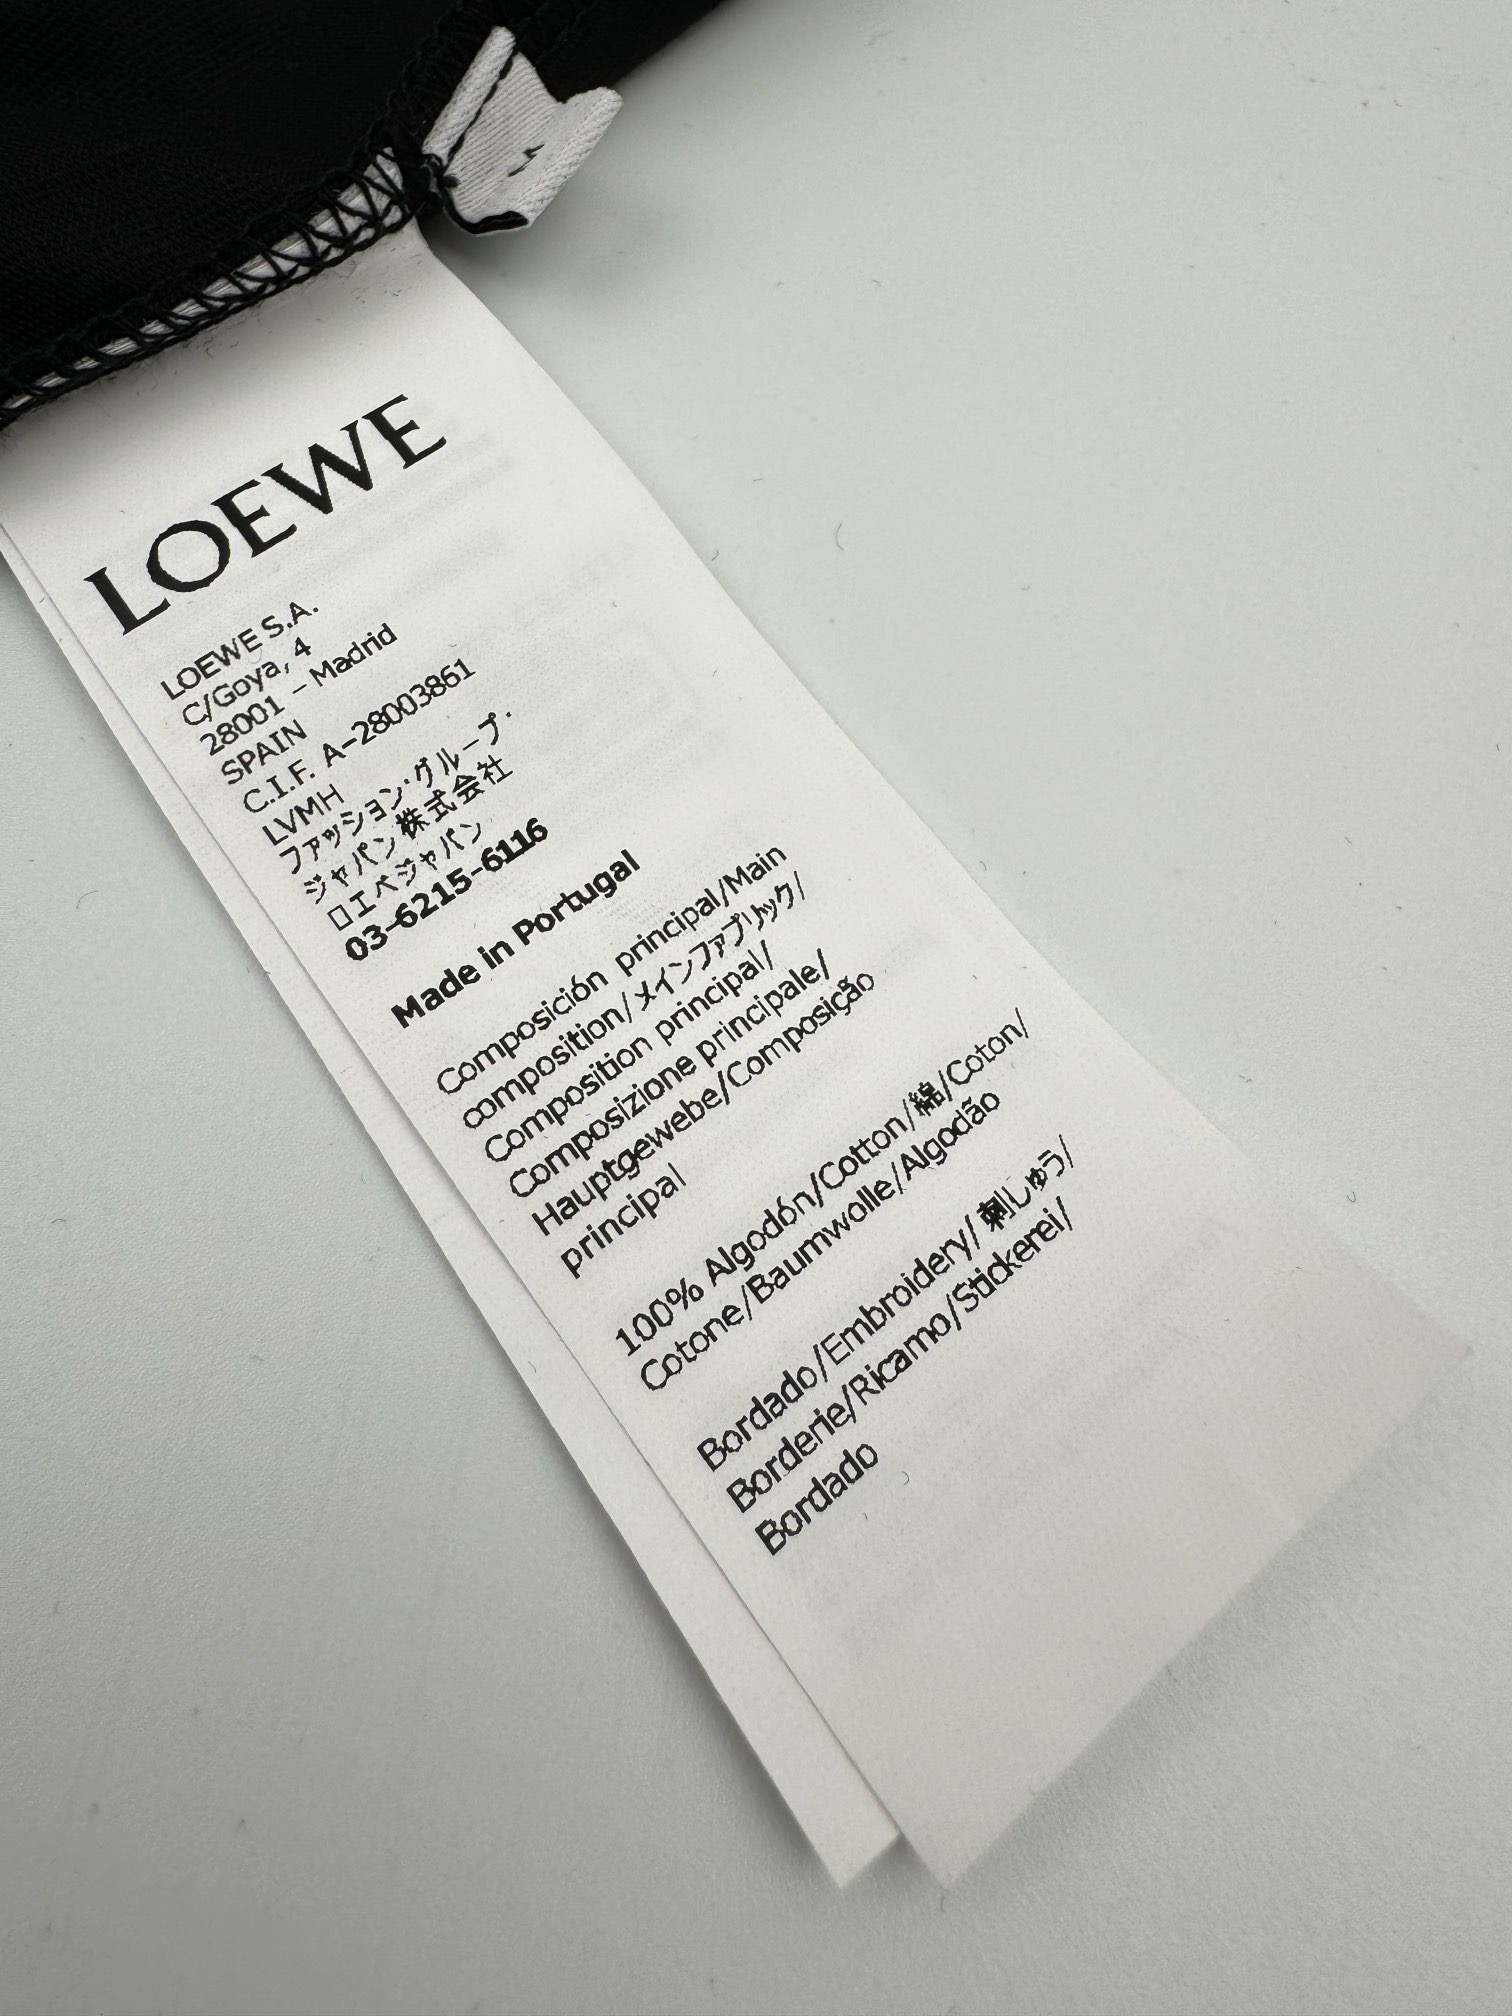 LOEWE
LOEWE S.A.
C/Goya, 4
28001 - Madrid
SPAIN
C.I.F. A-28003861
LVMH
ファッション・グループ・
ジャパン株式会社
ロエベジャパン
03-6215-6116
Made in Portugal
Composición principal/Main
composition/メインファブリック/
Composition principal/
Composizione principale/
Hauptgewebe/Composição
principal
100% Algodón/Cotton/綿/Coton/
Cotone/Baumwolle/Algodão
Bordado/Embroidery/刺しゅう/
Borderie/Ricamo/Stickerei/
Bordado